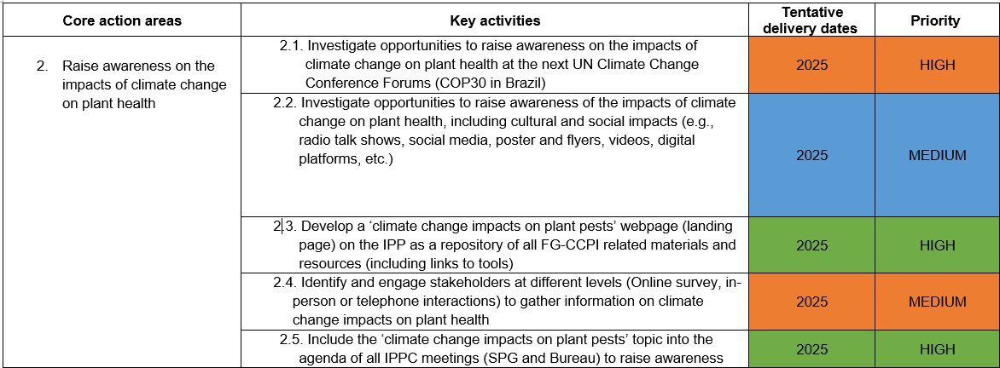 Core action areas
Key activities
Tentative
delivery dates
Priority
2. Raise awareness on the
impacts of climate change
on plant health
2.1. Investigate opportunities to raise awareness on the impacts of
climate change on plant health at the next UN Climate Change
Conference Forums (COP30 in Brazil)
2025
HIGH
2.2. Investigate opportunities to raise awareness of the impacts of climate
change on plant health, including cultural and social impacts (e.g.,
radio talk shows, social media, poster and flyers, videos, digital
platforms, etc.)
2025
MEDIUM
2.3. Develop a ‘climate change impacts on plant pests’ webpage (landing
page) on the IPP as a repository of all FG-CCPI related materials and
resources (including links to tools)
2025
HIGH
2.4. Identify and engage stakeholders at different levels (Online survey, in-
person or telephone interactions) to gather information on climate
change impacts on plant health
2025
MEDIUM
2.5. Include the ‘climate change impacts on plant pests’ topic into the
agenda of all IPPC meetings (SPG and Bureau) to raise awareness
2025
HIGH